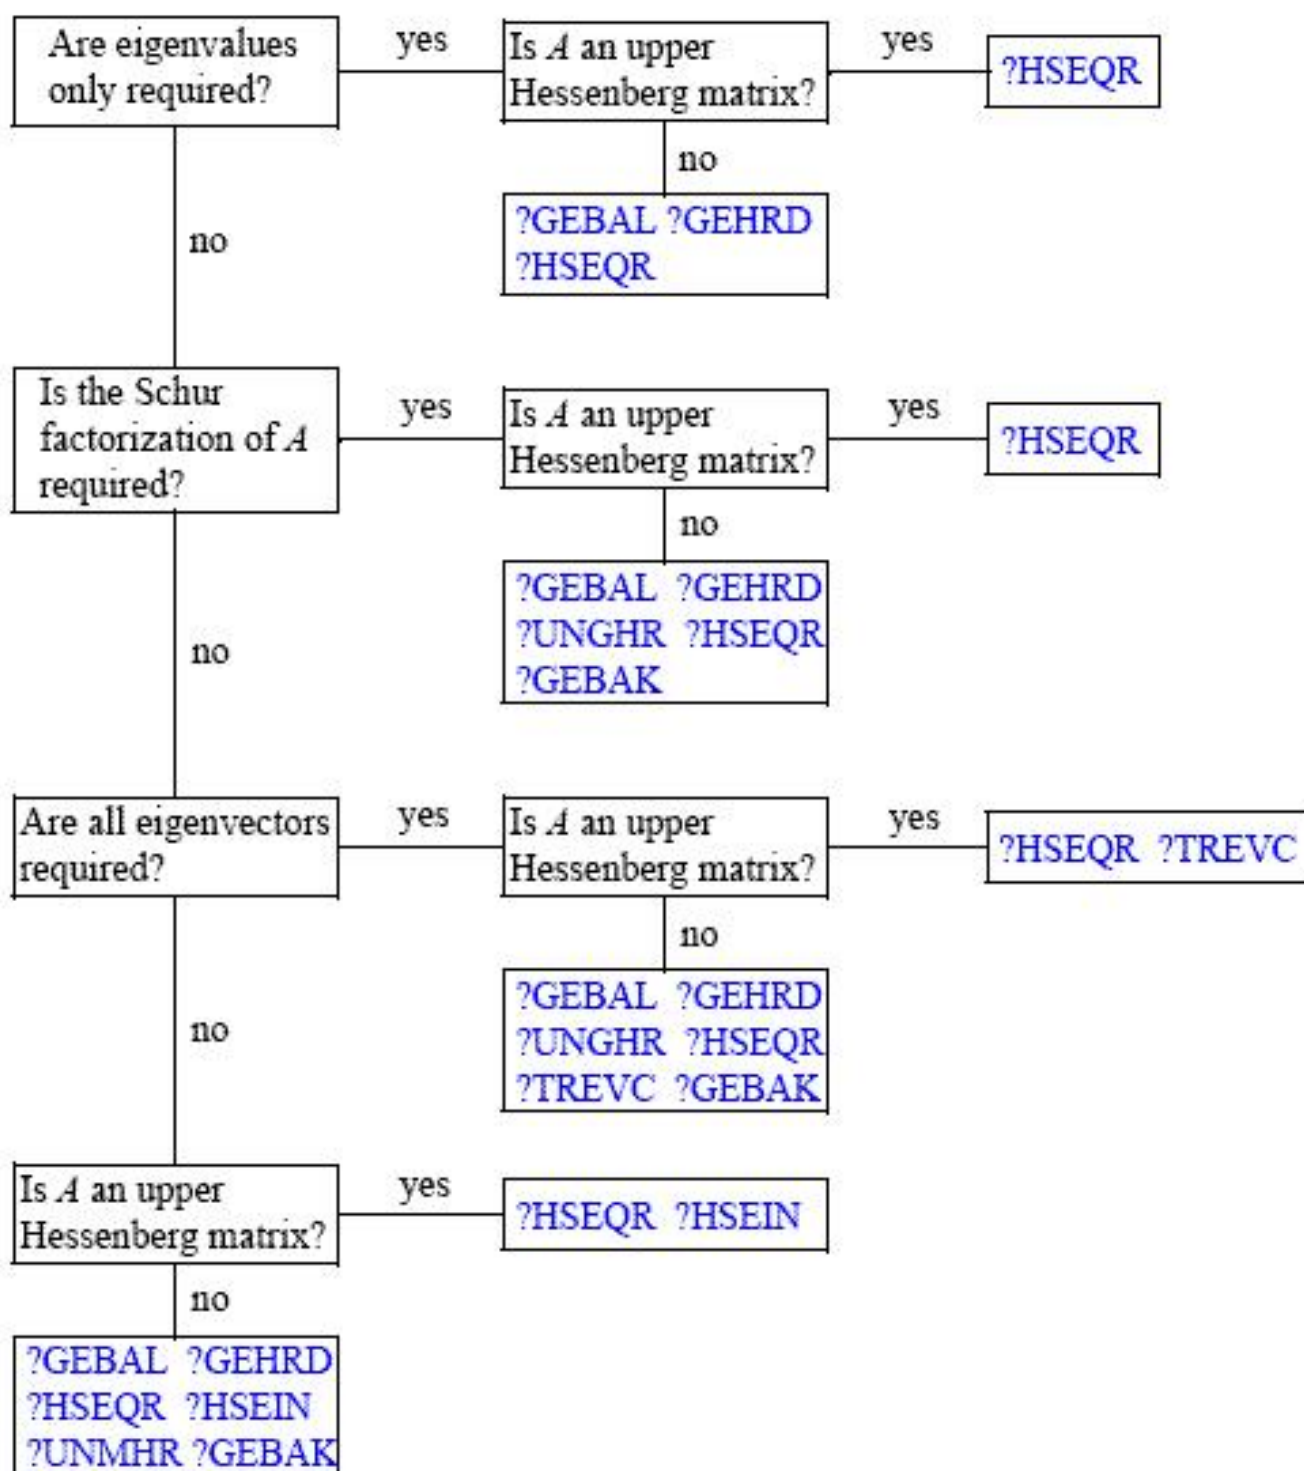 Are eigenvalues
only required?
yes
Is A an upper
Hessenberg matrix?
yes
?HSEQR
no
?GEBAL ?GEHRD
?HSEQR
no
Is the Schur
factorization of A
required?
yes
Is A an upper
Hessenberg matrix?
yes
?HSEQR
no
?GEBAL ?GEHRD
?UNGHR ?HSEQR
?GEBAK
no
Are all eigenvectors
required?
yes
Is A an upper
Hessenberg matrix?
yes
?HSEQR ?TREVC
no
?GEBAL ?GEHRD
?UNGHR ?HSEQR
?TREVC ?GEBAK
no
Is A an upper
Hessenberg matrix?
yes
?HSEQR ?HSEIN
no
?GEBAL ?GEHRD
?HSEQR ?HSEIN
?UNMHR ?GEBAK